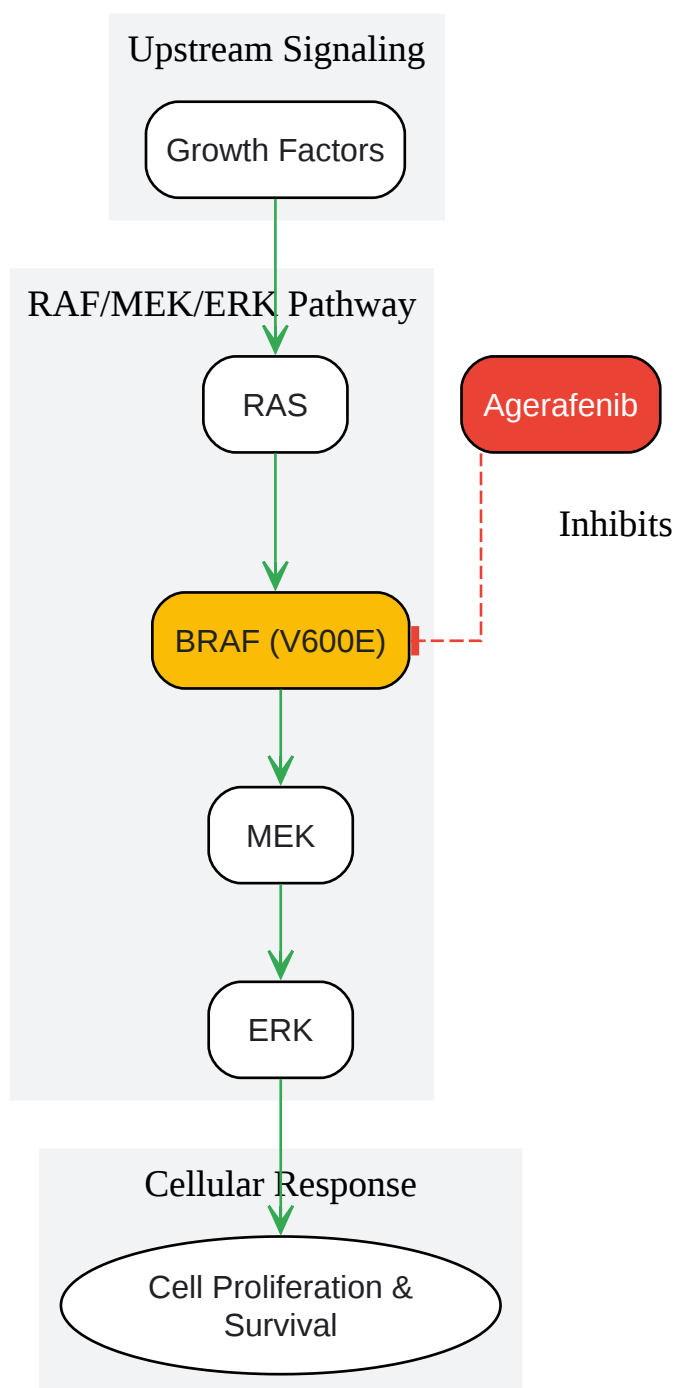 Upstream Signaling
Growth Factors
RAF/MEK/ERK Pathway
RAS
Agerafenib
Inhibits
BRAF (V600E)
MEK
ERK
Cellular Response
Cell Proliferation &
Survival